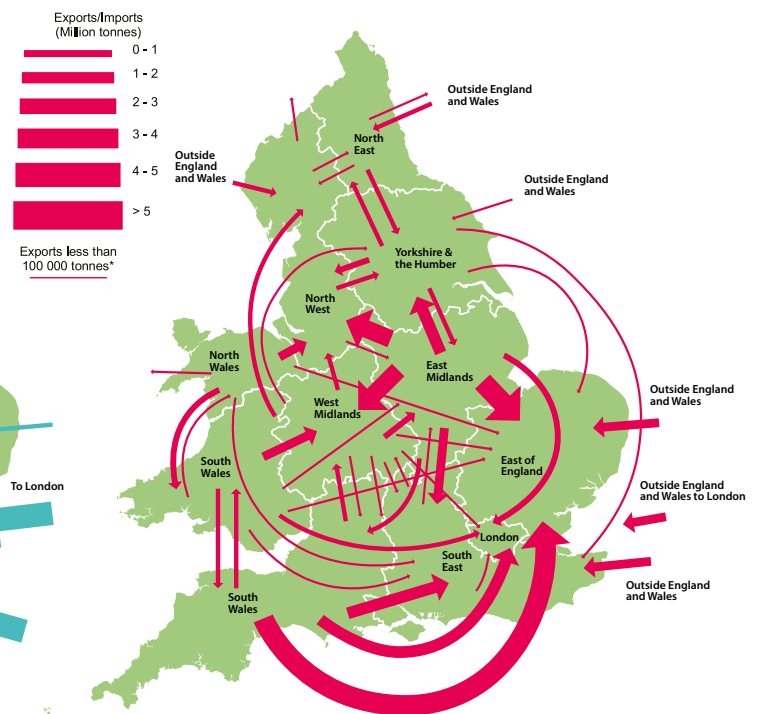 Exports/Imports
(Million tonnes)
0 - 1
1 - 2
2 - 3
3 - 4
4 - 5
> 5
Exports less than
100 000 tonnes*
Outside England
and Wales
North
East
Outside
England
and Wales
Outside England
and Wales
Yorkshire &
the Humber
North
West
North
Wales
East
Midlands
West
Midlands
Outside England
and Wales
South
Wales
East of
England
To London
Outside England
and Wales to London
London
South
East
Outside England
and Wales
South
Wales